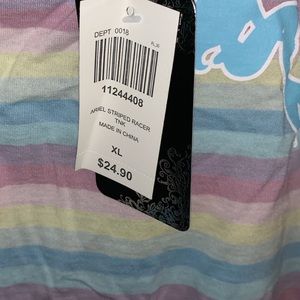 DEPT 0018
11244408
ARIEL STRIPED RACER
TNK
MADE IN CHINA
XL
$24.90